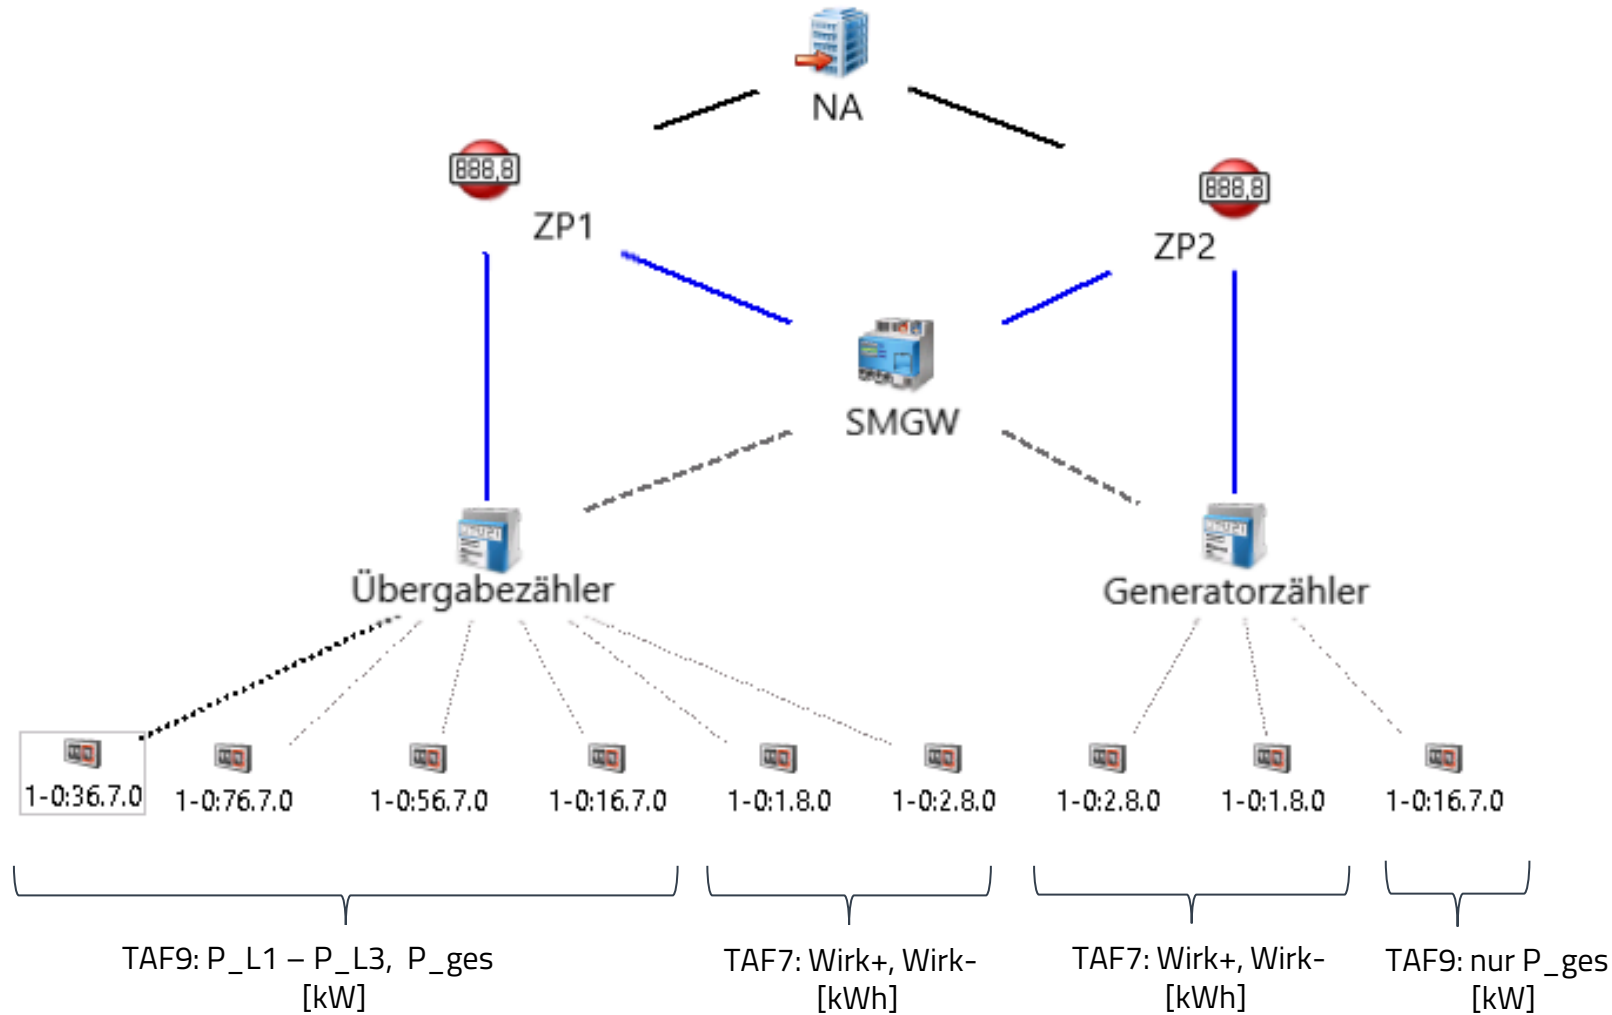 NA
888,8
ZP1
888,8
ZP2
SMGW
Übergabezähler
Generatorzähler
1-0:36.7.0
1-0:76.7.0
1-0:56.7.0
1-0:16.7.0
1-0:1.8.0
1-0:2.8.0
1-0:2.8.0
1-0:1.8.0
1-0:16.7.0
TAF9: P_L1 – P_L3, P_ges
[kW]
TAF7: Wirk+, Wirk-
[kWh]
TAF7: Wirk+, Wirk-
[kWh]
TAF9: nur P_ges
[kW]